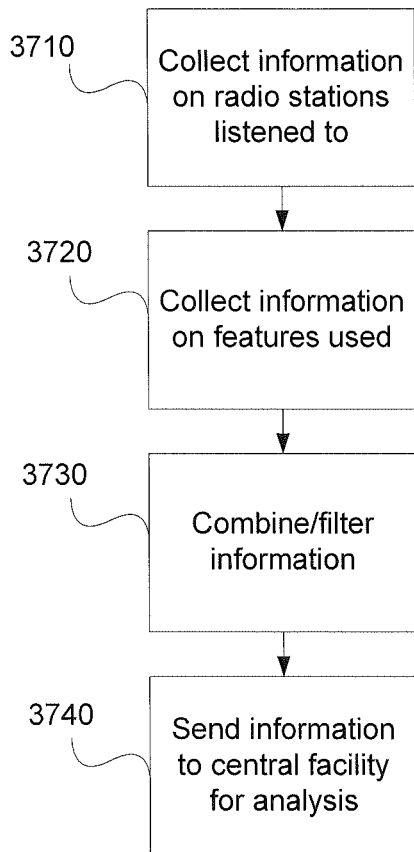 3710
Collect information
on radio stations
listened to
3720
Collect information
on features used
3730
Combine/filter
information
3740
Send information
to central facility
for analysis